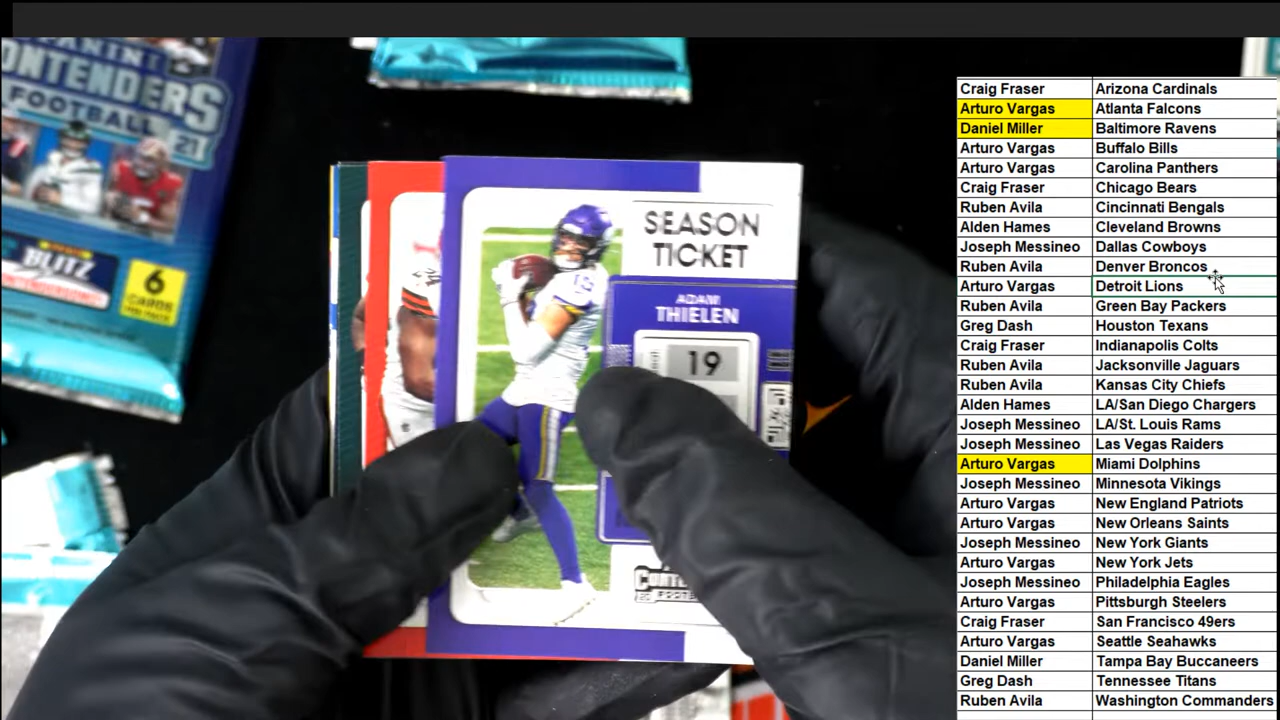 PANINI
CONTENDERS
FOOTBALL 21
BLITZ
6
CARDS
PER PACK
SEASON
TICKET
ADAM
THIELEN
19
Craig Fraser Arizona Cardinals
Arturo Vargas Atlanta Falcons
Daniel Miller Baltimore Ravens
Arturo Vargas Buffalo Bills
Arturo Vargas Carolina Panthers
Craig Fraser Chicago Bears
Ruben Avila Cincinnati Bengals
Alden Hames Cleveland Browns
Joseph Messineo Dallas Cowboys
Ruben Avila Denver Broncos
Arturo Vargas Detroit Lions
Ruben Avila Green Bay Packers
Greg Dash Houston Texans
Craig Fraser Indianapolis Colts
Ruben Avila Jacksonville Jaguars
Ruben Avila Kansas City Chiefs
Alden Hames LA/San Diego Chargers
Joseph Messineo LA/St. Louis Rams
Joseph Messineo Las Vegas Raiders
Arturo Vargas Miami Dolphins
Joseph Messineo Minnesota Vikings
Arturo Vargas New England Patriots
Arturo Vargas New Orleans Saints
Joseph Messineo New York Giants
Arturo Vargas New York Jets
Joseph Messineo Philadelphia Eagles
Arturo Vargas Pittsburgh Steelers
Craig Fraser San Francisco 49ers
Arturo Vargas Seattle Seahawks
Daniel Miller Tampa Bay Buccaneers
Greg Dash Tennessee Titans
Ruben Avila Washington Commanders